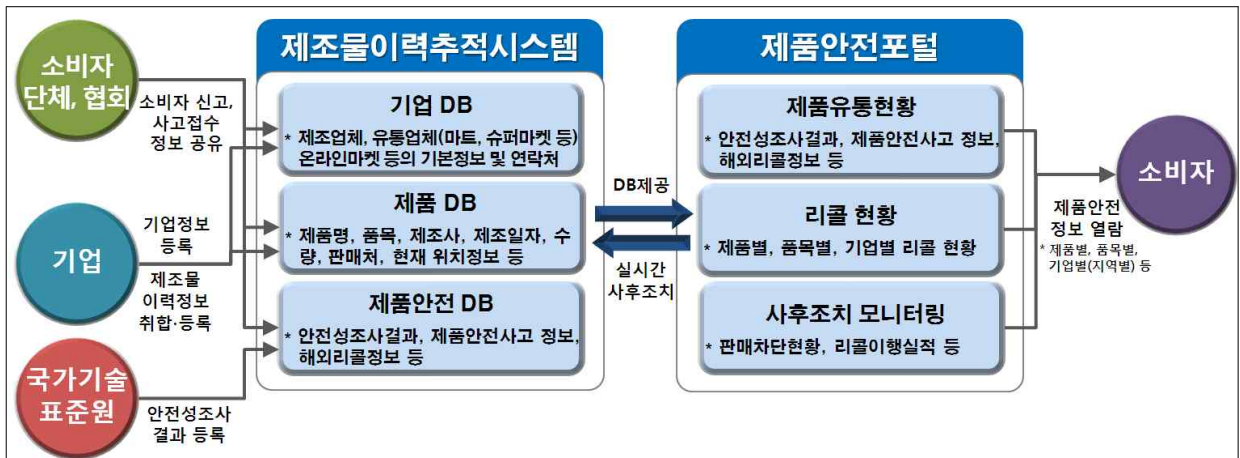 소비자
단체, 협회
소비자 신고,
사고접수
정보 공유
기업
기업정보
등록
제조물
이력정보
취합·등록
국가기술
표준원
안전성조사
결과 등록
제조물이력추적시스템
기업 DB
* 제조업체, 유통업체(마트, 슈퍼마켓 등)
온라인마켓 등의 기본정보 및 연락처
제품 DB
* 제품명, 품목, 제조사, 제조일자, 수
량, 판매처, 현재 위치정보 등
제품안전 DB
* 안전성조사결과, 제품안전사고 정보,
해외리콜정보 등
DB제공
실시간
사후조치
제품안전포털
제품유통현황
* 안전성조사결과, 제품안전사고 정보,
해외리콜정보 등
리콜 현황
* 제품별, 품목별, 기업별 리콜 현황
사후조치 모니터링
* 판매차단현황, 리콜이행실적 등
소비자
제품안전
정보 열람
* 제품별, 품목별,
기업별(지역별) 등